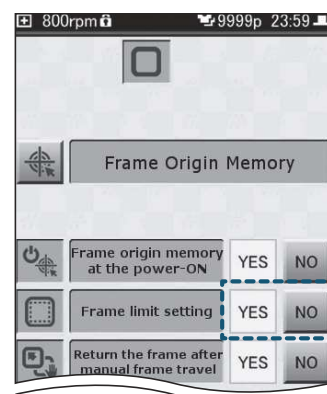 800rpm 9999p 23:59
Frame Origin Memory
Frame origin memory
at the power-ON
YES NO
Frame limit setting
YES NO
Return the frame after
manual frame travel
YES NO